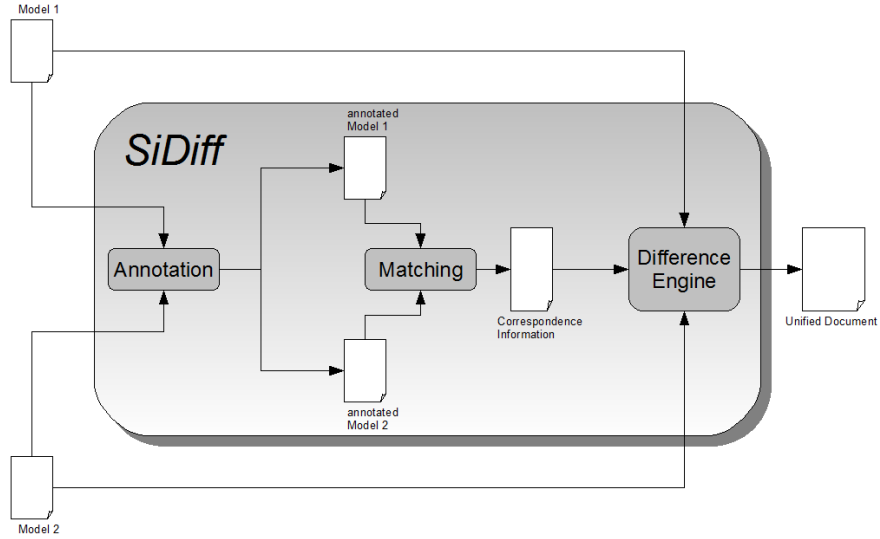 Model 1
SiDiff
annotated
Model 1
Annotation
Matching
Difference
Engine
Correspondence
Information
Unified Document
annotated
Model 2
Model 2